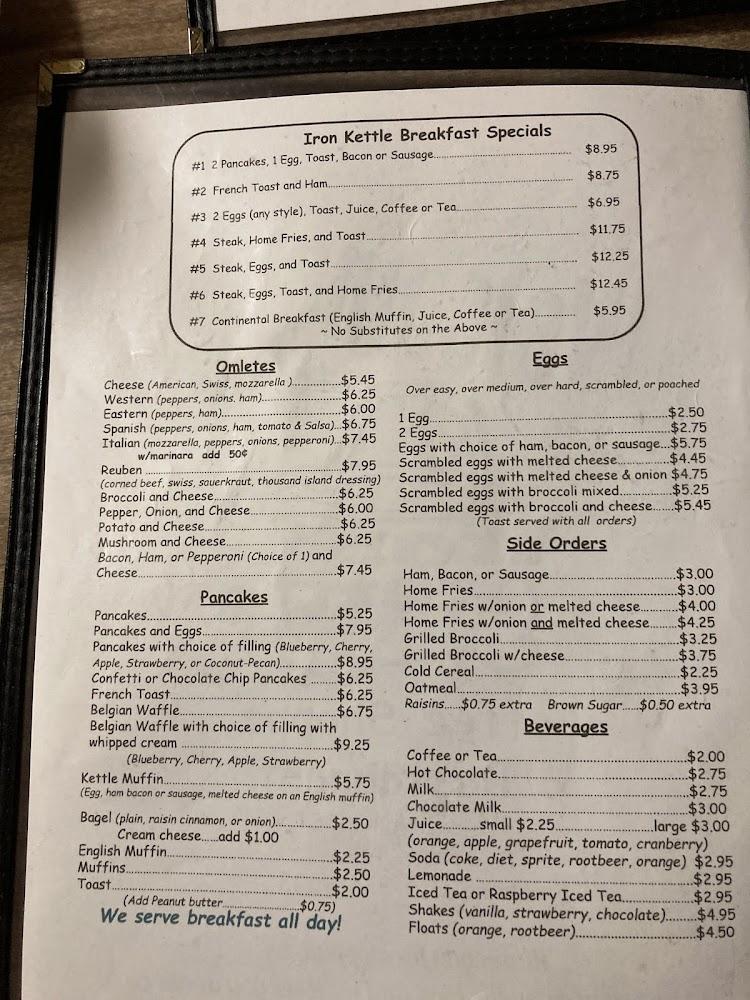 Iron Kettle Breakfast Specials
#1 2 Pancakes, 1 Egg, Toast, Bacon or Sausage $8.95
#2 French Toast and Ham $8.75
#3 2 Eggs (any style), Toast, Juice, Coffee or Tea $6.95
#4 Steak, Home Fries, and Toast $11.75
#5 Steak, Eggs, and Toast $12.25
#6 Steak, Eggs, Toast, and Home Fries $12.45
#7 Continental Breakfast (English Muffin, Juice, Coffee or Tea) $5.95
~ No Substitutes on the Above ~
Omletes
Cheese (American, Swiss, mozzarella ) $5.45
Western (peppers, onions. ham) $6.25
Eastern (peppers, ham) $6.00
Spanish (peppers, onions, ham, tomato & Salsa) $6.75
Italian (mozzarella, peppers, onions, pepperoni) $7.45
w/marinara add 50¢
Reuben $7.95
(corned beef, swiss, sauerkraut, thousand island dressing)
Broccoli and Cheese $6.25
Pepper, Onion, and Cheese $6.00
Potato and Cheese $6.25
Mushroom and Cheese $6.25
Bacon, Ham, or Pepperoni (Choice of 1) and
Cheese $7.45
Pancakes
Pancakes $5.25
Pancakes and Eggs $7.95
Pancakes with choice of filling (Blueberry, Cherry,
Apple, Strawberry, or Coconut-Pecan) $8.95
Confetti or Chocolate Chip Pancakes $6.25
French Toast $6.25
Belgian Waffle $6.75
Belgian Waffle with choice of filling with
whipped cream $9.25
(Blueberry, Cherry, Apple, Strawberry)
Kettle Muffin $5.75
(Egg, ham bacon or sausage, melted cheese on an English muffin)
Bagel (plain, raisin cinnamon, or onion) $2.50
Cream cheese.....add $1.00
English Muffin $2.25
Muffins $2.50
Toast $2.00
(Add Peanut butter $0.75)
We serve breakfast all day!
Eggs
Over easy, over medium, over hard, scrambled, or poached
1 Egg $2.50
2 Eggs $2.75
Eggs with choice of ham, bacon, or sausage $5.75
Scrambled eggs with melted cheese $4.45
Scrambled eggs with melted cheese & onion $4.75
Scrambled eggs with broccoli mixed $5.25
Scrambled eggs with broccoli and cheese $5.45
(Toast served with all orders)
Side Orders
Ham, Bacon, or Sausage $3.00
Home Fries $3.00
Home Fries w/onion or melted cheese $4.00
Home Fries w/onion and melted cheese $4.25
Grilled Broccoli $3.25
Grilled Broccoli w/cheese $3.75
Cold Cereal $2.25
Oatmeal $3.95
Raisins.....$0.75 extra Brown Sugar.....$0.50 extra
Beverages
Coffee or Tea $2.00
Hot Chocolate $2.75
Milk $2.75
Chocolate Milk $3.00
Juice small $2.25 large $3.00
(orange, apple, grapefruit, tomato, cranberry)
Soda (coke, diet, sprite, rootbeer, orange) $2.95
Lemonade $2.95
Iced Tea or Raspberry Iced Tea $2.95
Shakes (vanilla, strawberry, chocolate) $4.95
Floats (orange, rootbeer) $4.50